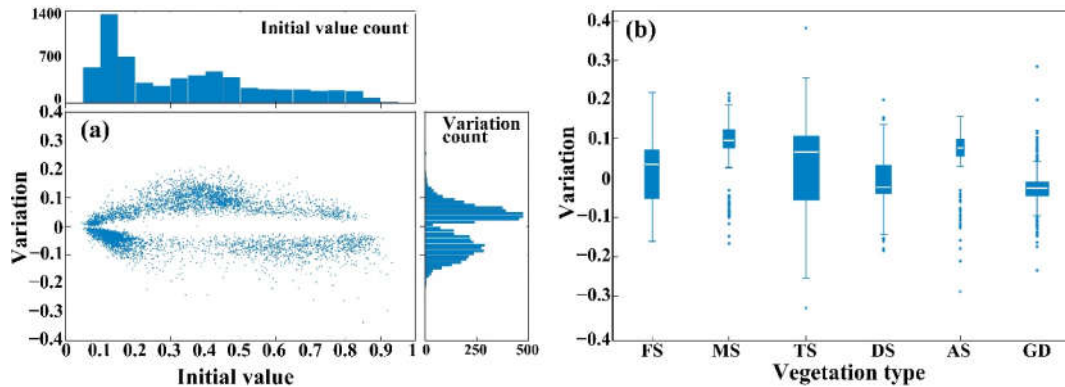 1400
700
0
Initial value count
0.4
0.3
0.2
0.1
0
−0.1
−0.2
−0.3
−0.4
Variation
(a)
Variation
count
0 0.1 0.2 0.3 0.4 0.5 0.6 0.7 0.8 0.9 1
0 250 500
Initial value
(b)
0.4
0.3
0.2
0.1
0
−0.1
−0.2
−0.3
−0.4
Variation
FS MS TS DS AS GD
Vegetation type